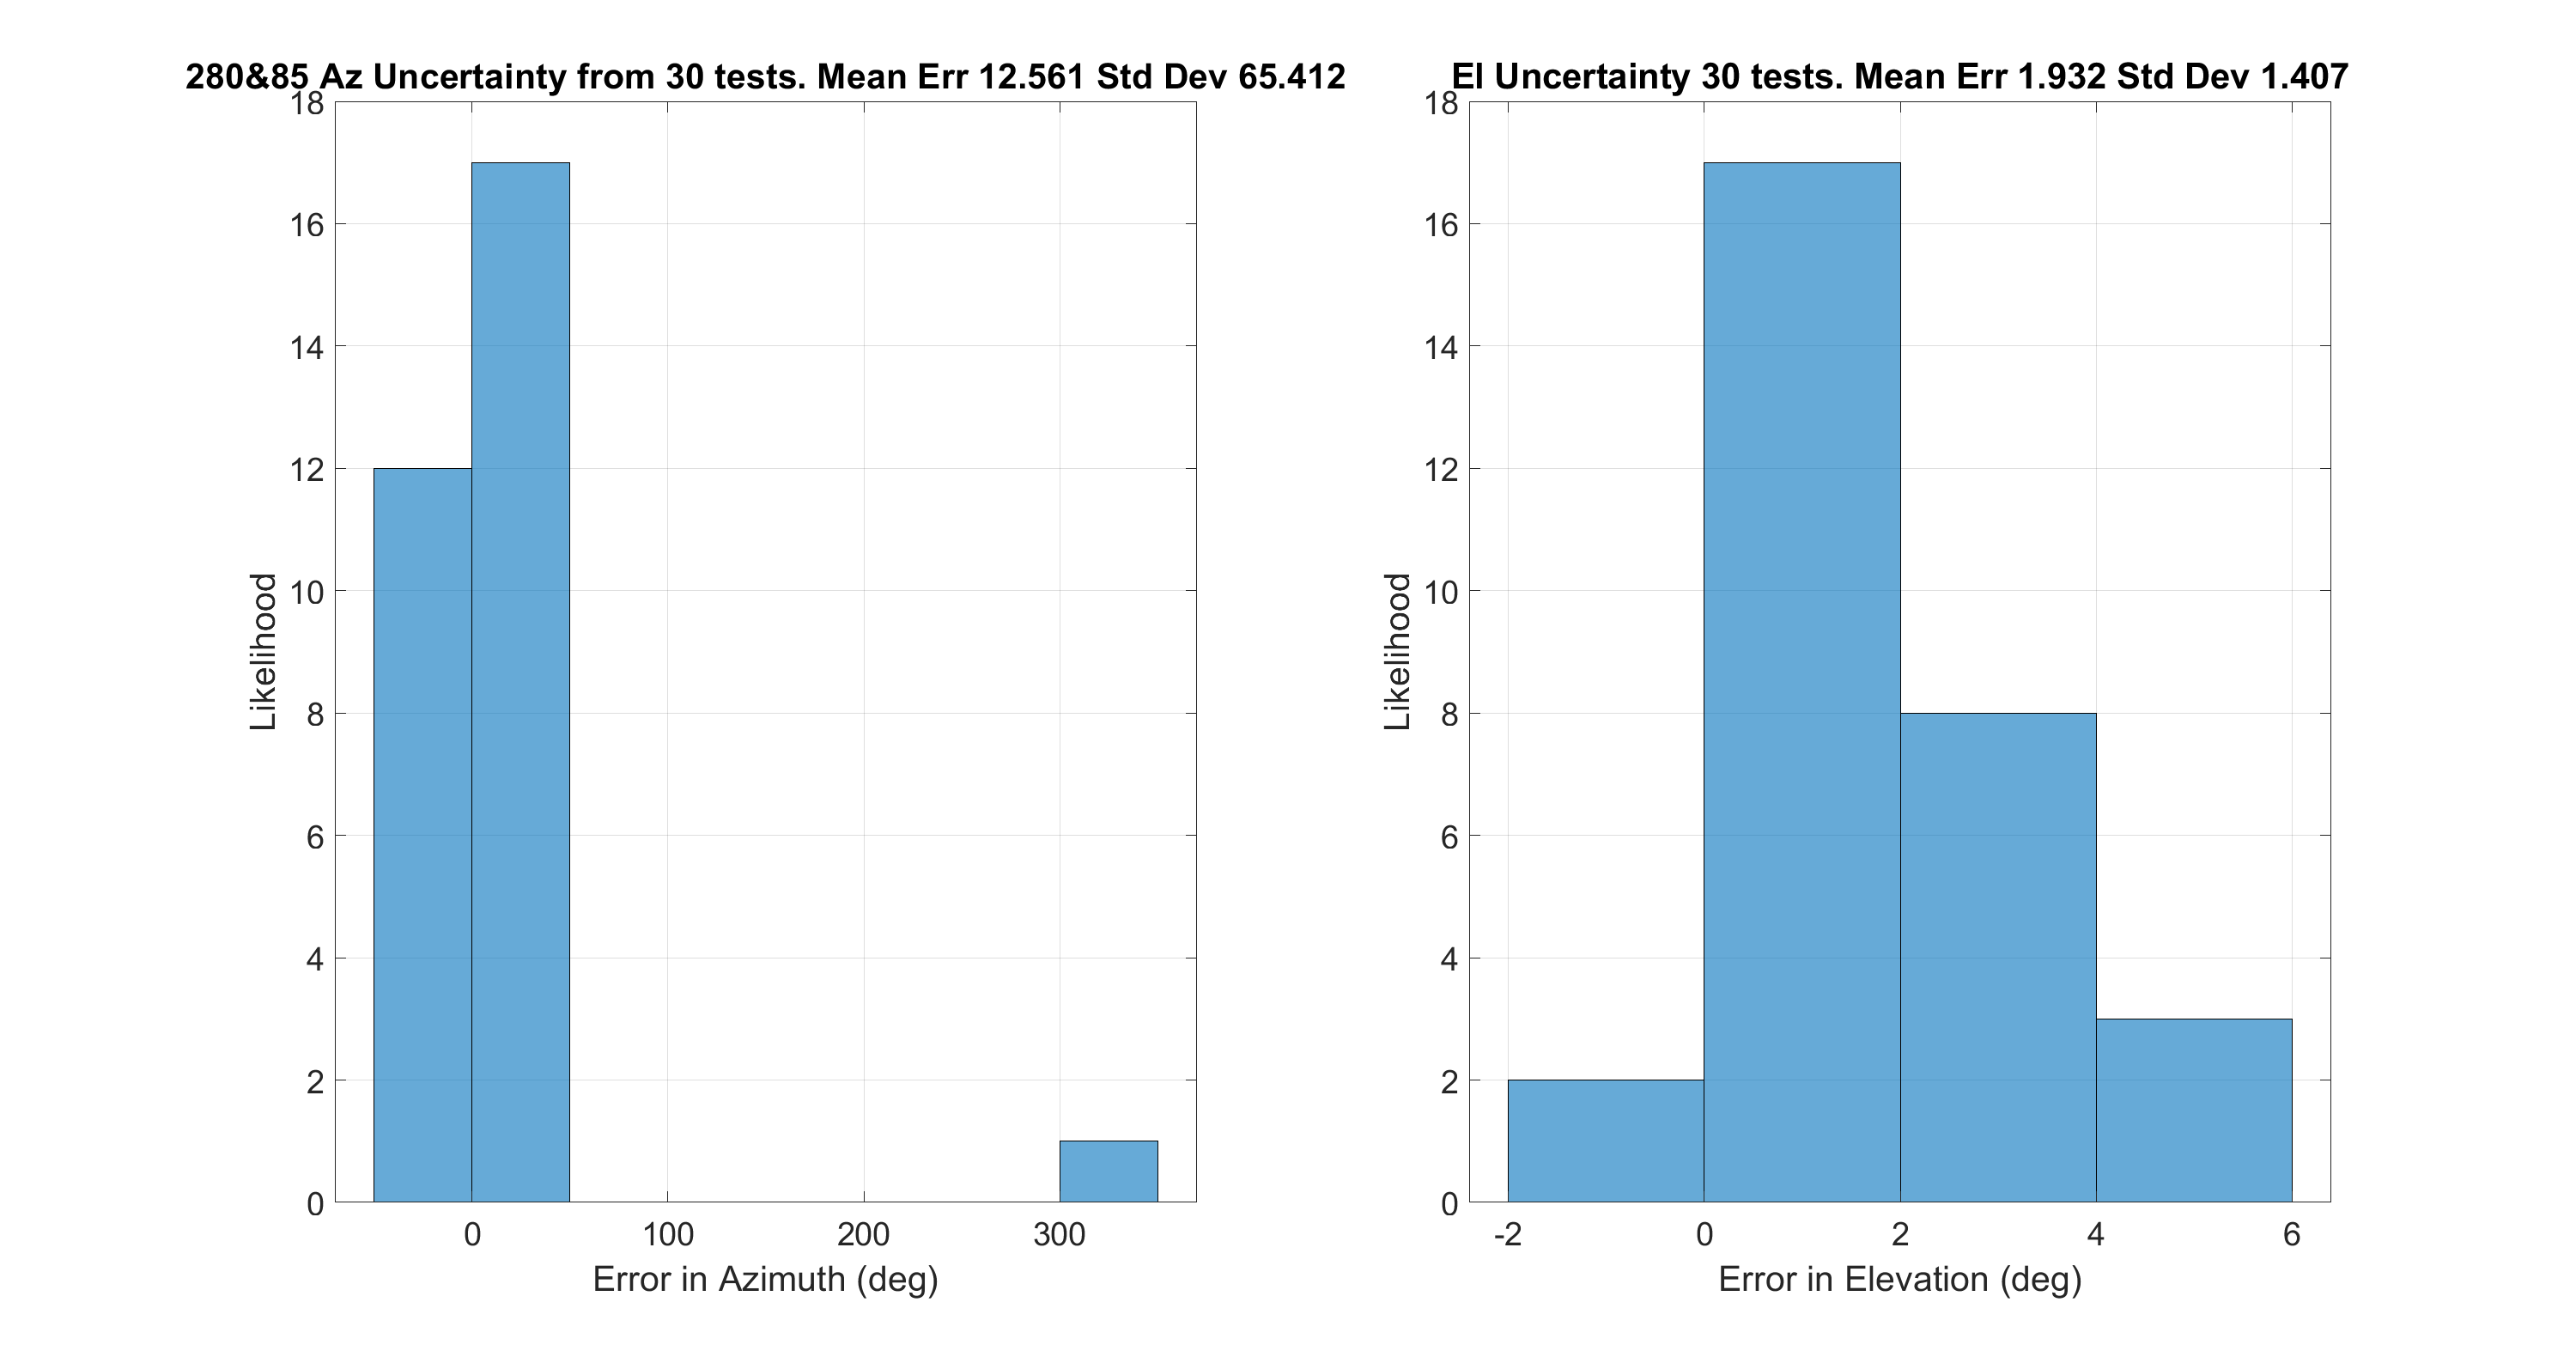 280&85 Az Uncertainty from 30 tests. Mean Err 12.561 Std Dev 65.412
18
16
14
12
10
8
6
4
2
0
Likelihood
0 100 200 300
Error in Azimuth (deg)
El Uncertainty 30 tests. Mean Err 1.932 Std Dev 1.407
18
16
14
12
10
8
6
4
2
0
Likelihood
-2 0 2 4 6
Error in Elevation (deg)